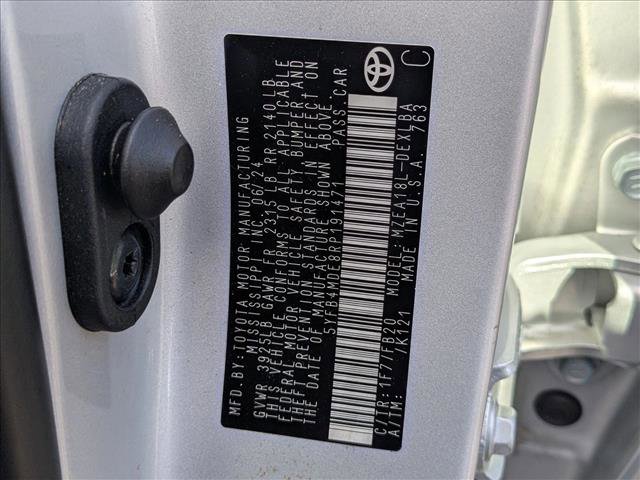 MFD.BY:TOYOTA MOTOR MANUFACTURING
MISSISSIPPI INC. 06/24
GVWR 3925LB GAWR FR 2315 LB RR 2140 LB
THIS VEHICLE CONFORMS TO ALL APPLICABLE
FEDERAL MOTOR VEHICLE SAFETY, BUMPER AND
THEFT PREVENTION STANDARDS IN EFFECT ON
THE DATE OF MANUFACTURE SHOWN ABOVE.
5YFB4MDE8RP191471 PASS.CAR
C/TR:1F7/FB20 MODEL:MZEA18L-DEXLBA
A/TM: /K121 MADE IN U.S.A. 763
C